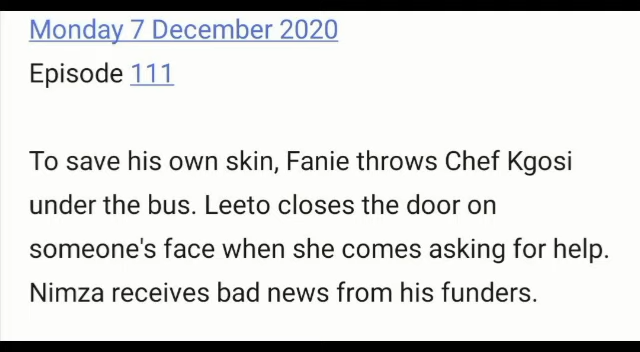 Monday 7 December 2020
Episode 111
To save his own skin, Fanie throws Chef Kgosi
under the bus. Leeto closes the door on
someone's face when she comes asking for help.
Nimza receives bad news from his funders.